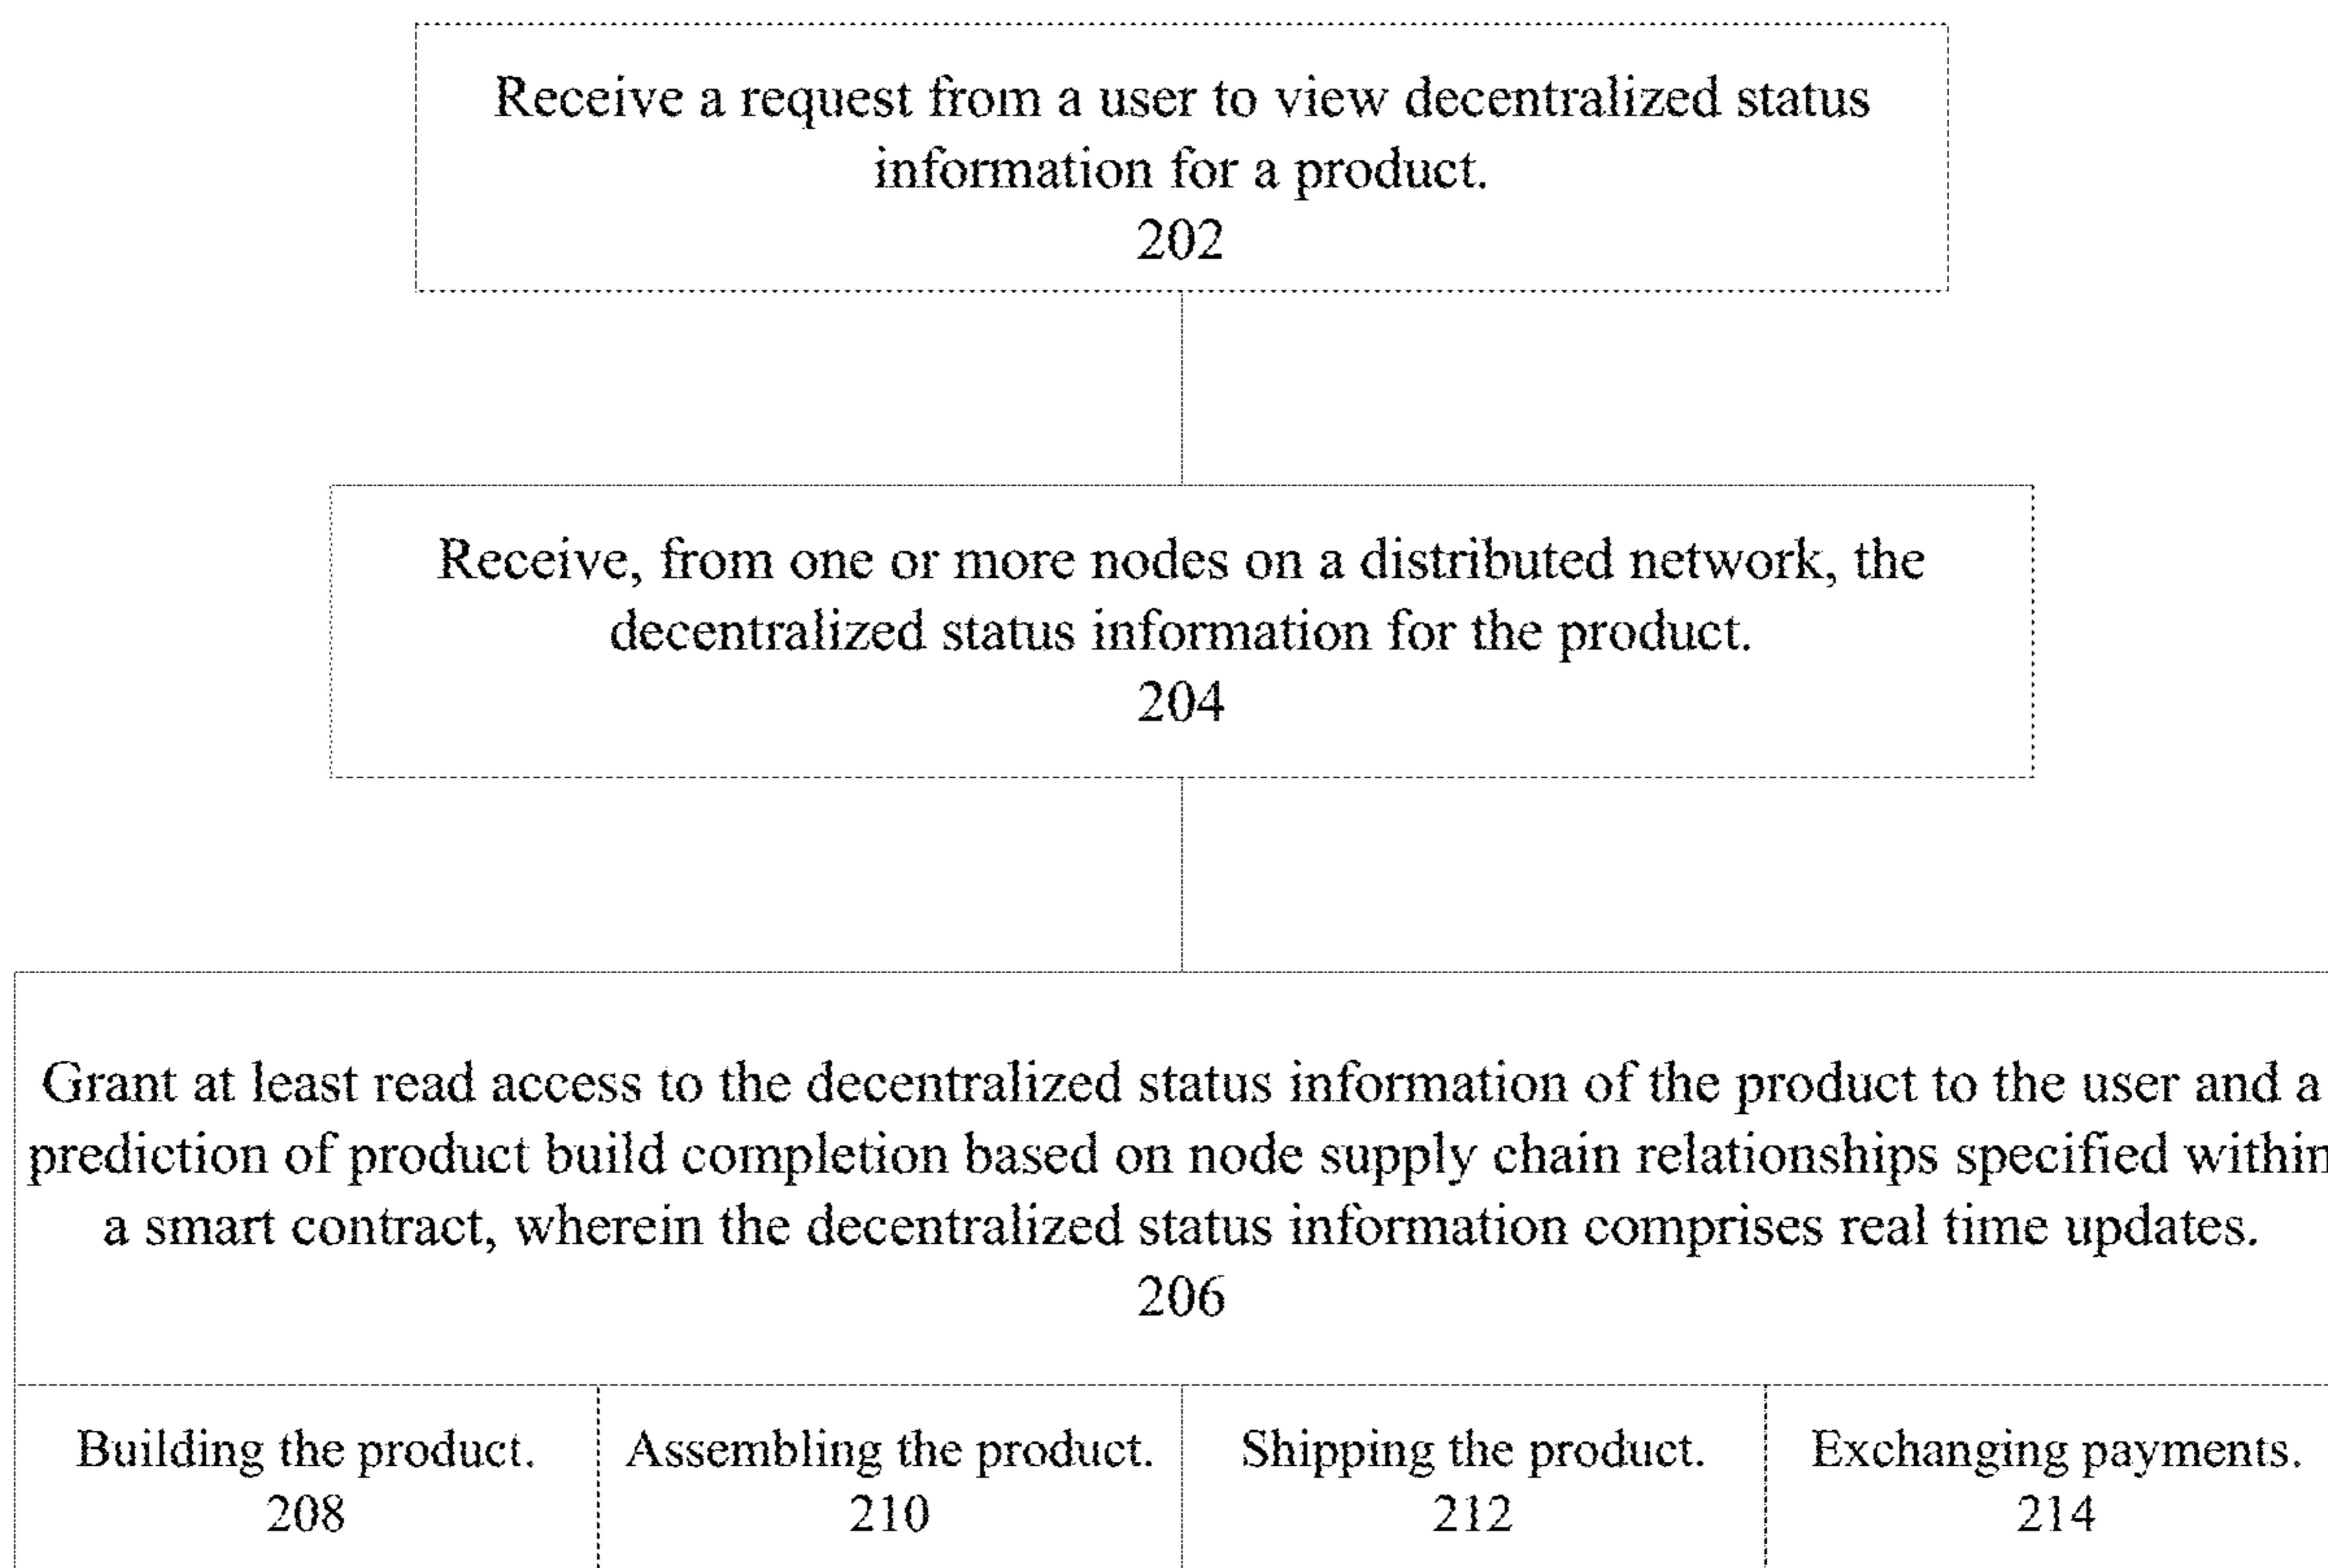 Receive a request from a user to view decentralized status
information for a product.
202
Receive, from one or more nodes on a distributed network, the
decentralized status information for the product.
204
Grant at least read access to the decentralized status information of the product to the user and a
prediction of product build completion based on node supply chain relationships specified within
a smart contract, wherein the decentralized status information comprises real time updates.
206
Building the product.
208
Assembling the product.
210
Shipping the product.
212
Exchanging payments.
214